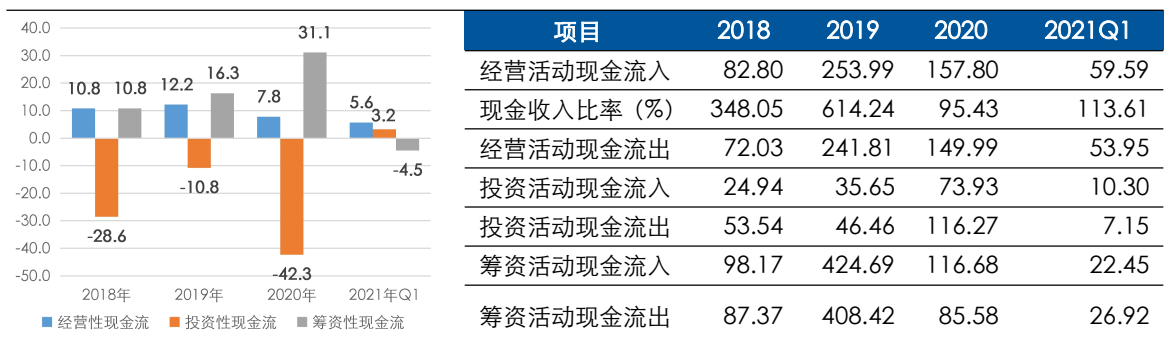 40.0
30.0
20.0
10.0
0.0
-10.0
-20.0
-30.0
-40.0
-50.0
10.8 10.8 12.2 16.3 7.8 31.1 5.6 3.2
-28.6 -10.8 -42.3 -4.5
2018年 2019年 2020年 2021年Q1
经营性现金流 投资性现金流 筹资性现金流
项目 2018 2019 2020 2021Q1
经营活动现金流入 82.80 253.99 157.80 59.59
现金收入比率（%） 348.05 614.24 95.43 113.61
经营活动现金流出 72.03 241.81 149.99 53.95
投资活动现金流入 24.94 35.65 73.93 10.30
投资活动现金流出 53.54 46.46 116.27 7.15
筹资活动现金流入 98.17 424.69 116.68 22.45
筹资活动现金流出 87.37 408.42 85.58 26.92